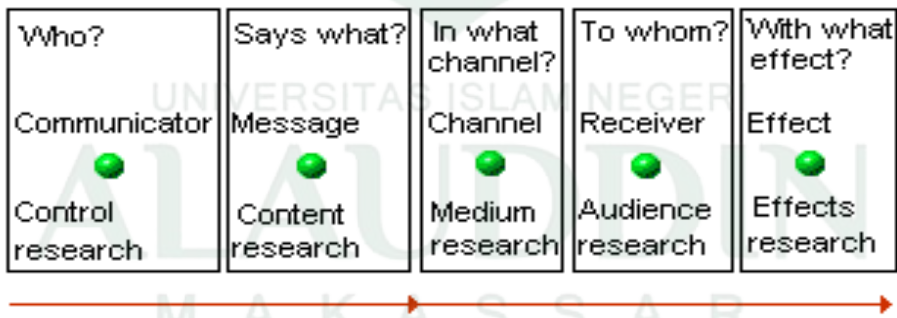 Who?
Communicator
Control
research
Says what?
Message
Content
research
In what
channel?
Channel
Medium
research
To whom?
Receiver
Audience
research
With what
effect?
Effect
Effects
research
UNIVERSITAS ISLAM NEGERI
ALAUDDIN
MAKASSAR